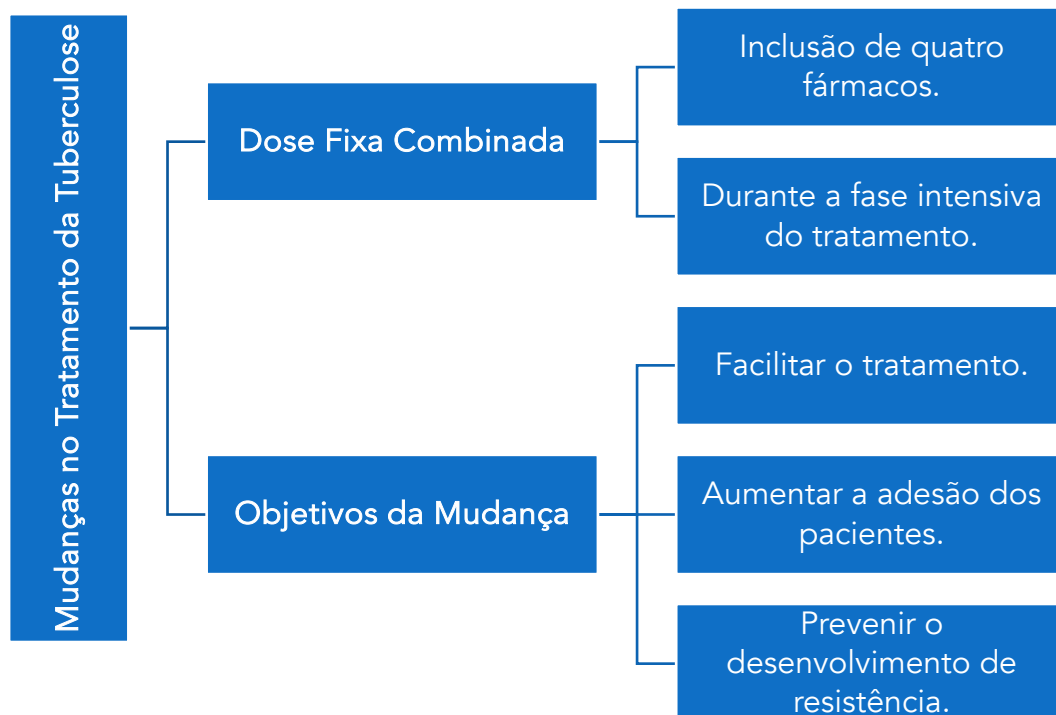 Mudanças no Tratamento da Tuberculose
Dose Fixa Combinada
Inclusão de quatro
fármacos.
Durante a fase intensiva
do tratamento.
Objetivos da Mudança
Facilitar o tratamento.
Aumentar a adesão dos
pacientes.
Prevenir o
desenvolvimento de
resistência.